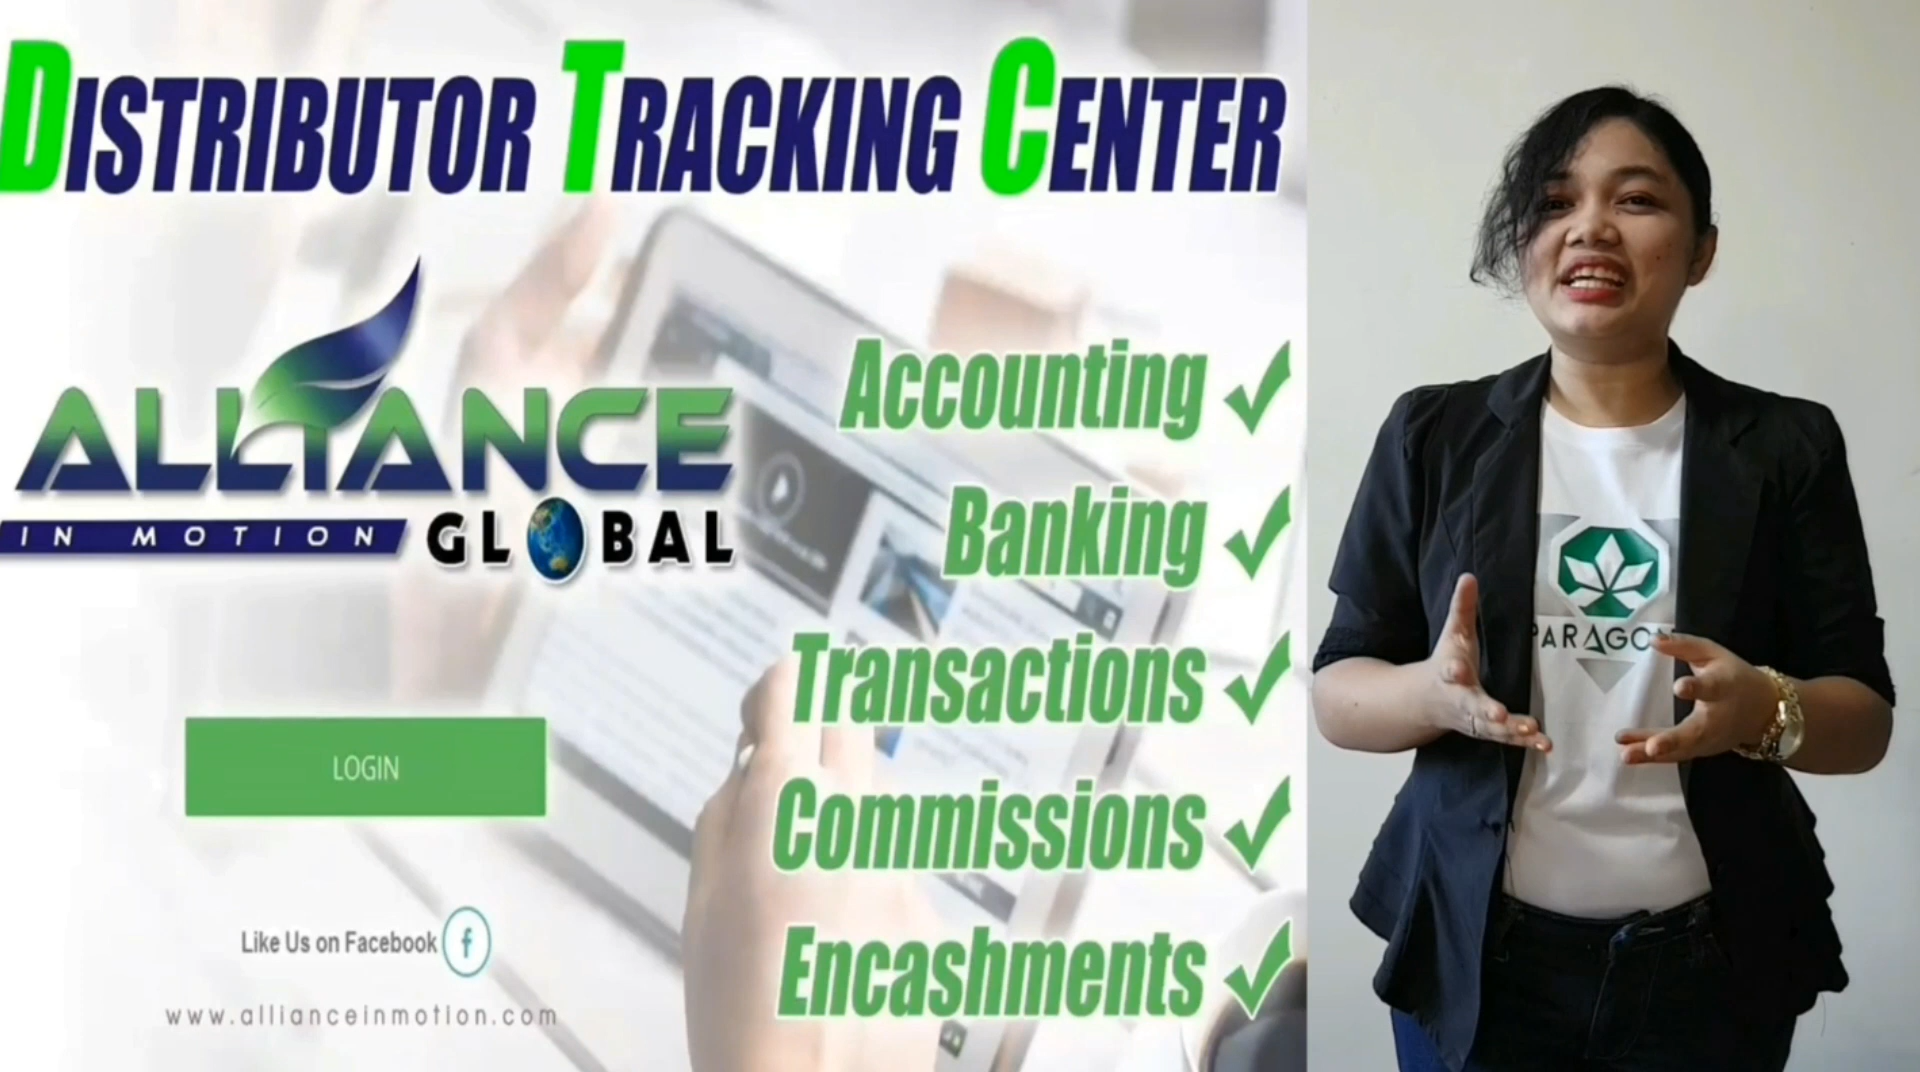 DISTRIBUTOR TRACKING CENTER
ALLIANCE
IN MOTION GLOBAL
Accounting ✓
Banking ✓
Transactions ✓
Commissions ✓
Encashments ✓
LOGIN
Like Us on Facebook f
www.allianceinmotion.com
PARAGON